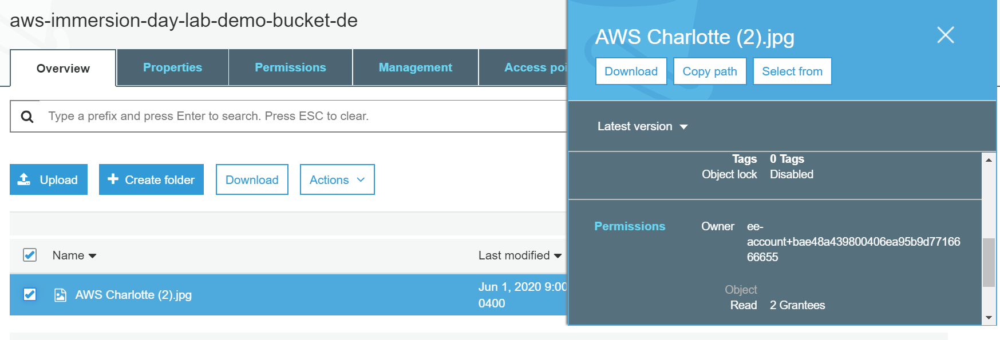 aws-immersion-day-lab-demo-bucket-de
Overview
Properties
Permissions
Management
Access poi
Type a prefix and press Enter to search. Press ESC to clear.
Upload
Create folder
Download
Actions
Name
Last modified
AWS Charlotte (2).jpg
Jun 1, 2020 9:00
0400
AWS Charlotte (2).jpg
Download
Copy path
Select from
Latest version
Tags 0 Tags
Object lock Disabled
Permissions
Owner ee-
account+bae48a439800406ea95b9d77166
66655
Object
Read 2 Grantees